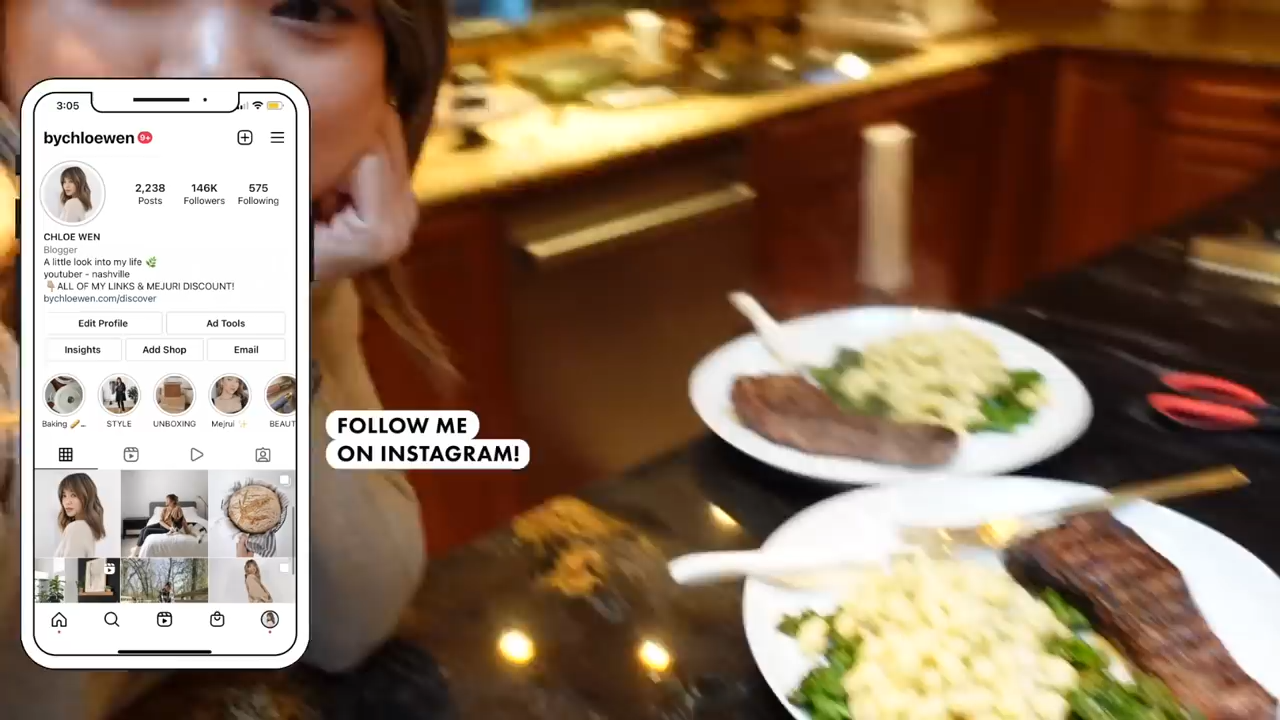 3:05
bychloewen 9+
2,238 146K 575
Posts Followers Following
CHLOE WEN
Blogger
A little look into my life 🌿
youtuber - nashville
👇🏼ALL OF MY LINKS & MEJURI DISCOUNT!
bychloewen.com/discover
Edit Profile Ad Tools
Insights Add Shop Email
Baking 🥖... STYLE UNBOXING Mejrui ✨ BEAUT
FOLLOW ME
ON INSTAGRAM!